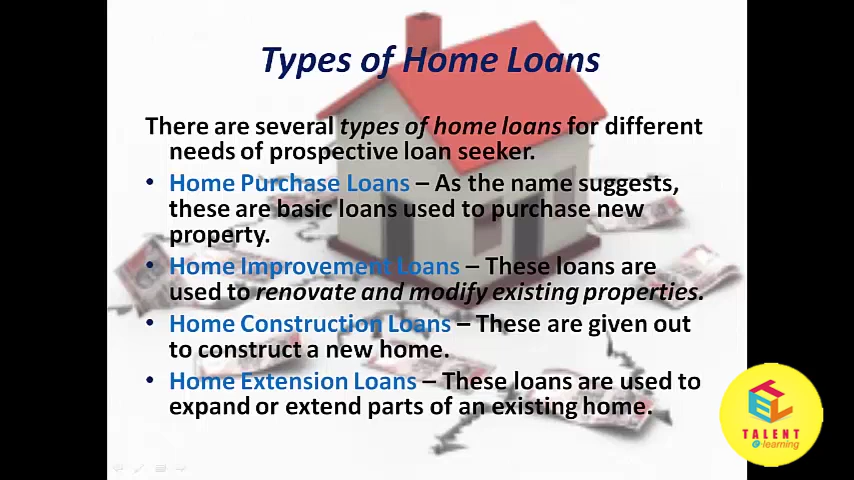 Types of Home Loans
There are several types of home loans for different
needs of prospective loan seeker.
• Home Purchase Loans – As the name suggests,
these are basic loans used to purchase new
property.
• Home Improvement Loans – These loans are
used to renovate and modify existing properties.
• Home Construction Loans – These are given out
to construct a new home.
• Home Extension Loans – These loans are used to
expand or extend parts of an existing home.
TEL
TALENT
e-learning